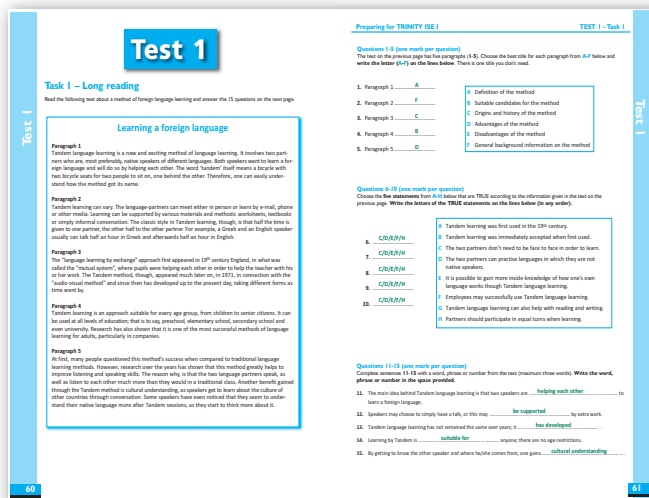 Test 1
Test 1
Task 1 – Long reading
Read the following text about a method of foreign language learning and answer the 15 questions on the next page.
Learning a foreign language
Paragraph 1
Tandem language learning is a new and exciting method of language learning. It involves two part-
ners who are, most preferably, native speakers of different languages. Both speakers want to learn a for-
eign language and will do so by helping each other. The word 'tandem' itself means a bicycle with
two bicycle seats for two people to sit on, one behind the other. Therefore, one can easily under-
stand how the method got its name.
Paragraph 2
Tandem learning can vary. The language-partners can meet either in person or learn by e-mail, phone
or other media. Learning can be supported by various materials and methods: worksheets, textbooks
or simply informal conversation. The classic style in Tandem learning, though, is that half the time is
given to one partner, the other half to the other partner. For example, a Greek and an English speaker
usually can talk half an hour in Greek and afterwards half an hour in English.
Paragraph 3
The "language learning by exchange" approach first appeared in 19th century England, in what was
called the "mutual system", where pupils were helping each other in order to help the teacher with his
or her work. The Tandem method, though, appeared much later on, in 1971, in connection with the
"audio-visual method" and since then has developed up to the present day, taking different forms as
time went by.
Paragraph 4
Tandem learning is an approach suitable for every age group, from children to senior citizens. It can
be used at all levels of education; that is to say, preschool, elementary school, secondary school and
even university. Research has also shown that it is one of the most successful methods of language
learning for adults, particularly in companies.
Paragraph 5
At first, many people questioned this method's success when compared to traditional language
learning methods. However, research over the years has shown that this method greatly helps to
improve listening and speaking skills. The reason why, is that the two language partners speak, as
well as listen to each other much more than they would in a traditional class. Another benefit gained
through the Tandem method is cultural understanding, as speakers get to learn about the culture of
other countries through conversation. Some speakers have even noticed that they seem to under-
stand their native language more after Tandem sessions, as they start to think more about it.
60
Preparing for TRINITY ISE I TEST 1 - Task 1
Test 1
Questions 1-5 (one mark per question)
The text on the previous page has five paragraphs (1-5). Choose the best title for each paragraph from A-F below and
write the letter (A-F) on the lines below. There is one title you don't need.
1. Paragraph 1 A
2. Paragraph 2 F
3. Paragraph 3 C
4. Paragraph 4 B
5. Paragraph 5 D
A Definition of the method
B Suitable candidates for the method
C Origins and history of the method
D Advantages of the method
E Disadvantages of the method
F General background information on the method
Questions 6-10 (one mark per question)
Choose the five statements from A-H below that are TRUE according to the information given in the text on the
previous page. Write the letters of the TRUE statements on the lines below (in any order).
6. C/D/E/F/H
7. C/D/E/F/H
8. C/D/E/F/H
9. C/D/E/F/H
10. C/D/E/F/H
A Tandem learning was first used in the 19th century.
B Tandem learning was immediately accepted when first used.
C The two partners don't need to be face to face in order to learn.
D The two partners can practise languages in which they are not
native speakers.
E It is possible to gain more inside knowledge of how one's own
language works though Tandem language learning.
F Employees may successfully use Tandem language learning.
G Tandem language learning can also help with reading and writing.
H Partners should participate in equal turns when learning.
Questions 11-15 (one mark per question)
Complete sentences 11-15 with a word, phrase or number from the text (maximum three words). Write the word,
phrase or number in the space provided.
11. The main idea behind Tandem language learning is that two speakers are helping each other to
learn a foreign language.
12. Speakers may choose to simply have a talk, or this may be supported by extra work.
13. Tandem language learning has not remained the same over years; it has developed .
14. Learning by Tandem is suitable for anyone; there are no age restrictions.
15. By getting to know the other speaker and where he/she comes from, one gains cultural understanding .
61